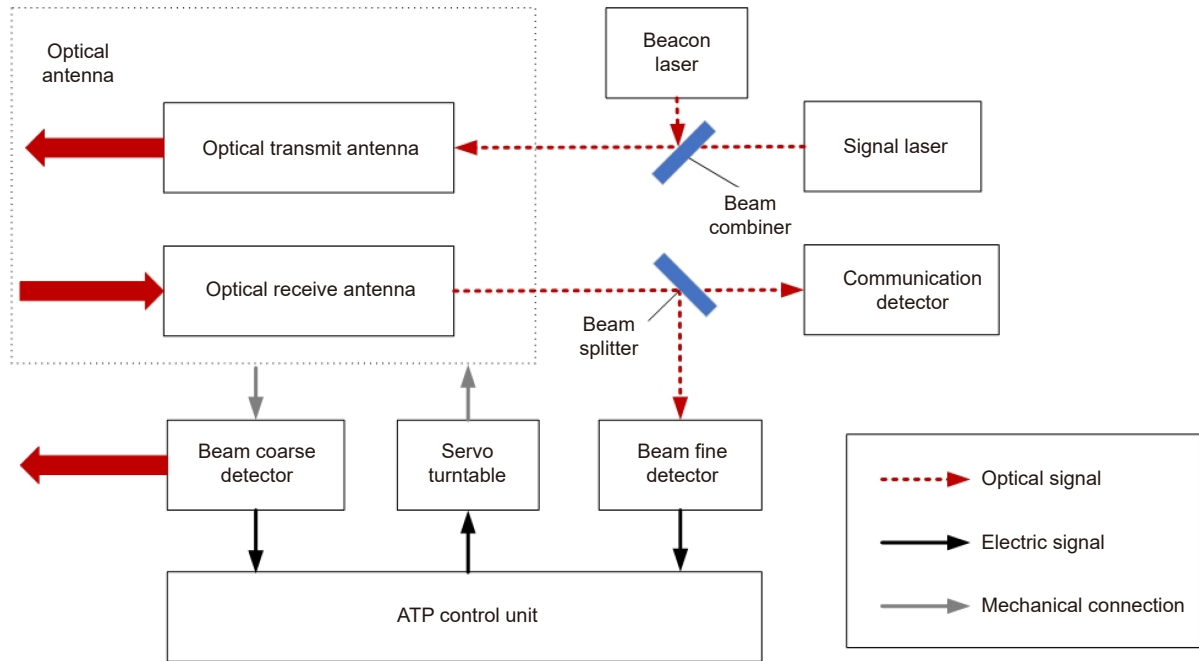 Optical
antenna
Beacon
laser
Optical transmit antenna
Signal laser
Beam
combiner
Optical receive antenna
Communication
detector
Beam
splitter
Beam coarse
detector
Servo
turntable
Beam fine
detector
ATP control unit
Optical signal
Electric signal
Mechanical connection